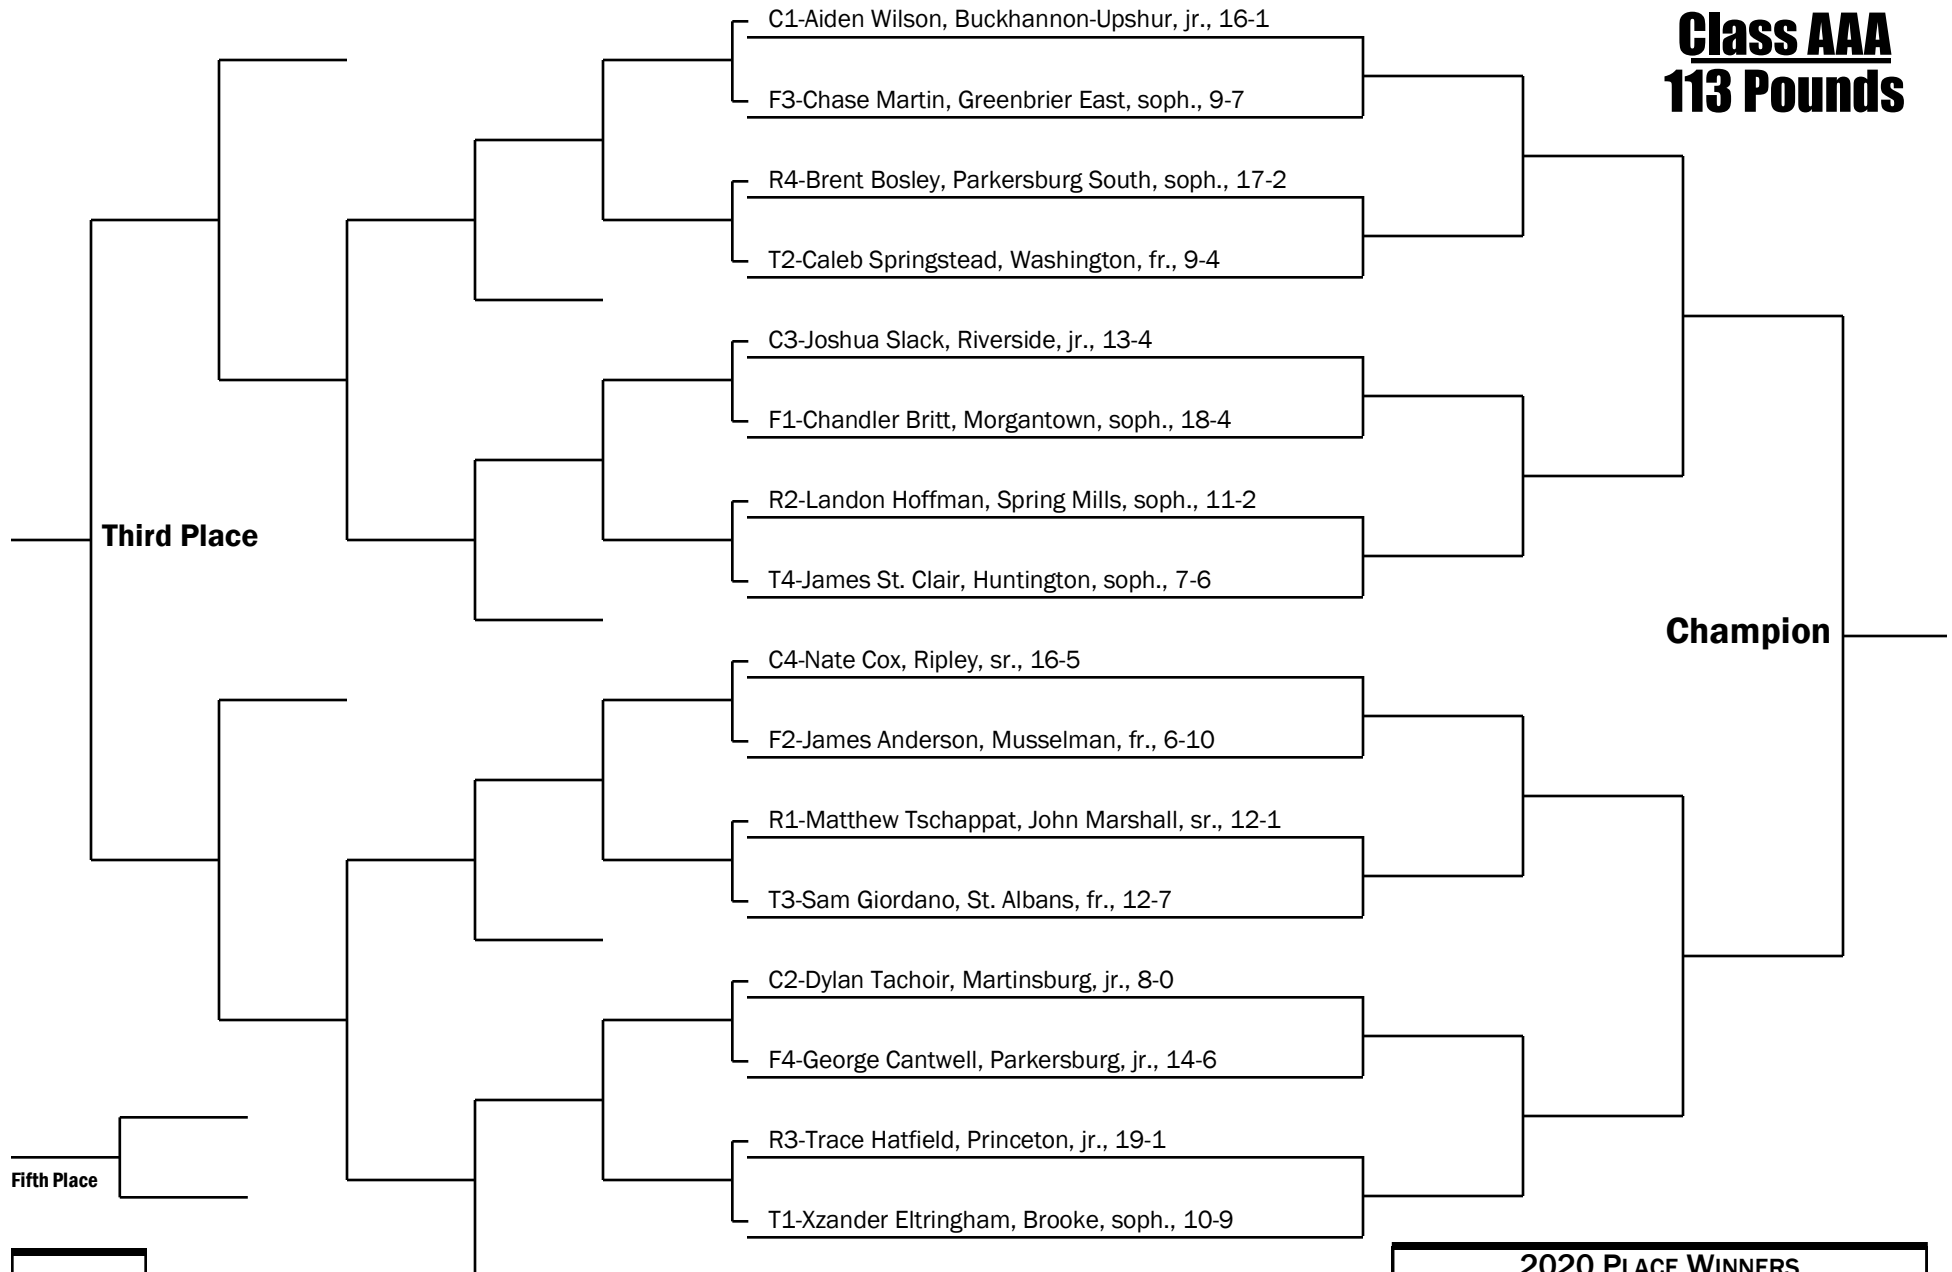 Class AAA
113 Pounds
C1-Aiden Wilson, Buckhannon-Upshur, jr., 16-1
F3-Chase Martin, Greenbrier East, soph., 9-7
R4-Brent Bosley, Parkersburg South, soph., 17-2
T2-Caleb Springstead, Washington, fr., 9-4
C3-Joshua Slack, Riverside, jr., 13-4
F1-Chandler Britt, Morgantown, soph., 18-4
R2-Landon Hoffman, Spring Mills, soph., 11-2
Third Place
T4-James St. Clair, Huntington, soph., 7-6
Champion
C4-Nate Cox, Ripley, sr., 16-5
F2-James Anderson, Musselman, fr., 6-10
R1-Matthew Tschappat, John Marshall, sr., 12-1
T3-Sam Giordano, St. Albans, fr., 12-7
C2-Dylan Tachoir, Martinsburg, jr., 8-0
F4-George Cantwell, Parkersburg, jr., 14-6
R3-Trace Hatfield, Princeton, jr., 19-1
Fifth Place
T1-Xzander Eltringham, Brooke, soph., 10-9
2020 PLACE WINNERS